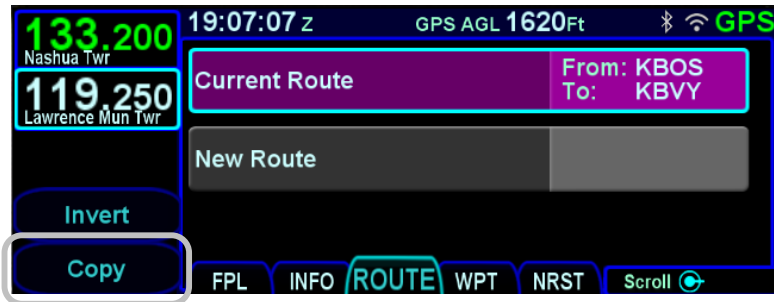 133.200
Nashua Twr
119.250
Lawrence Mun Twr
Invert
Copy
19:07:07 Z GPS AGL 1620Ft GPS
Current Route From: KBOS
To: KBVY
New Route
FPL INFO ROUTE WPT NRST Scroll